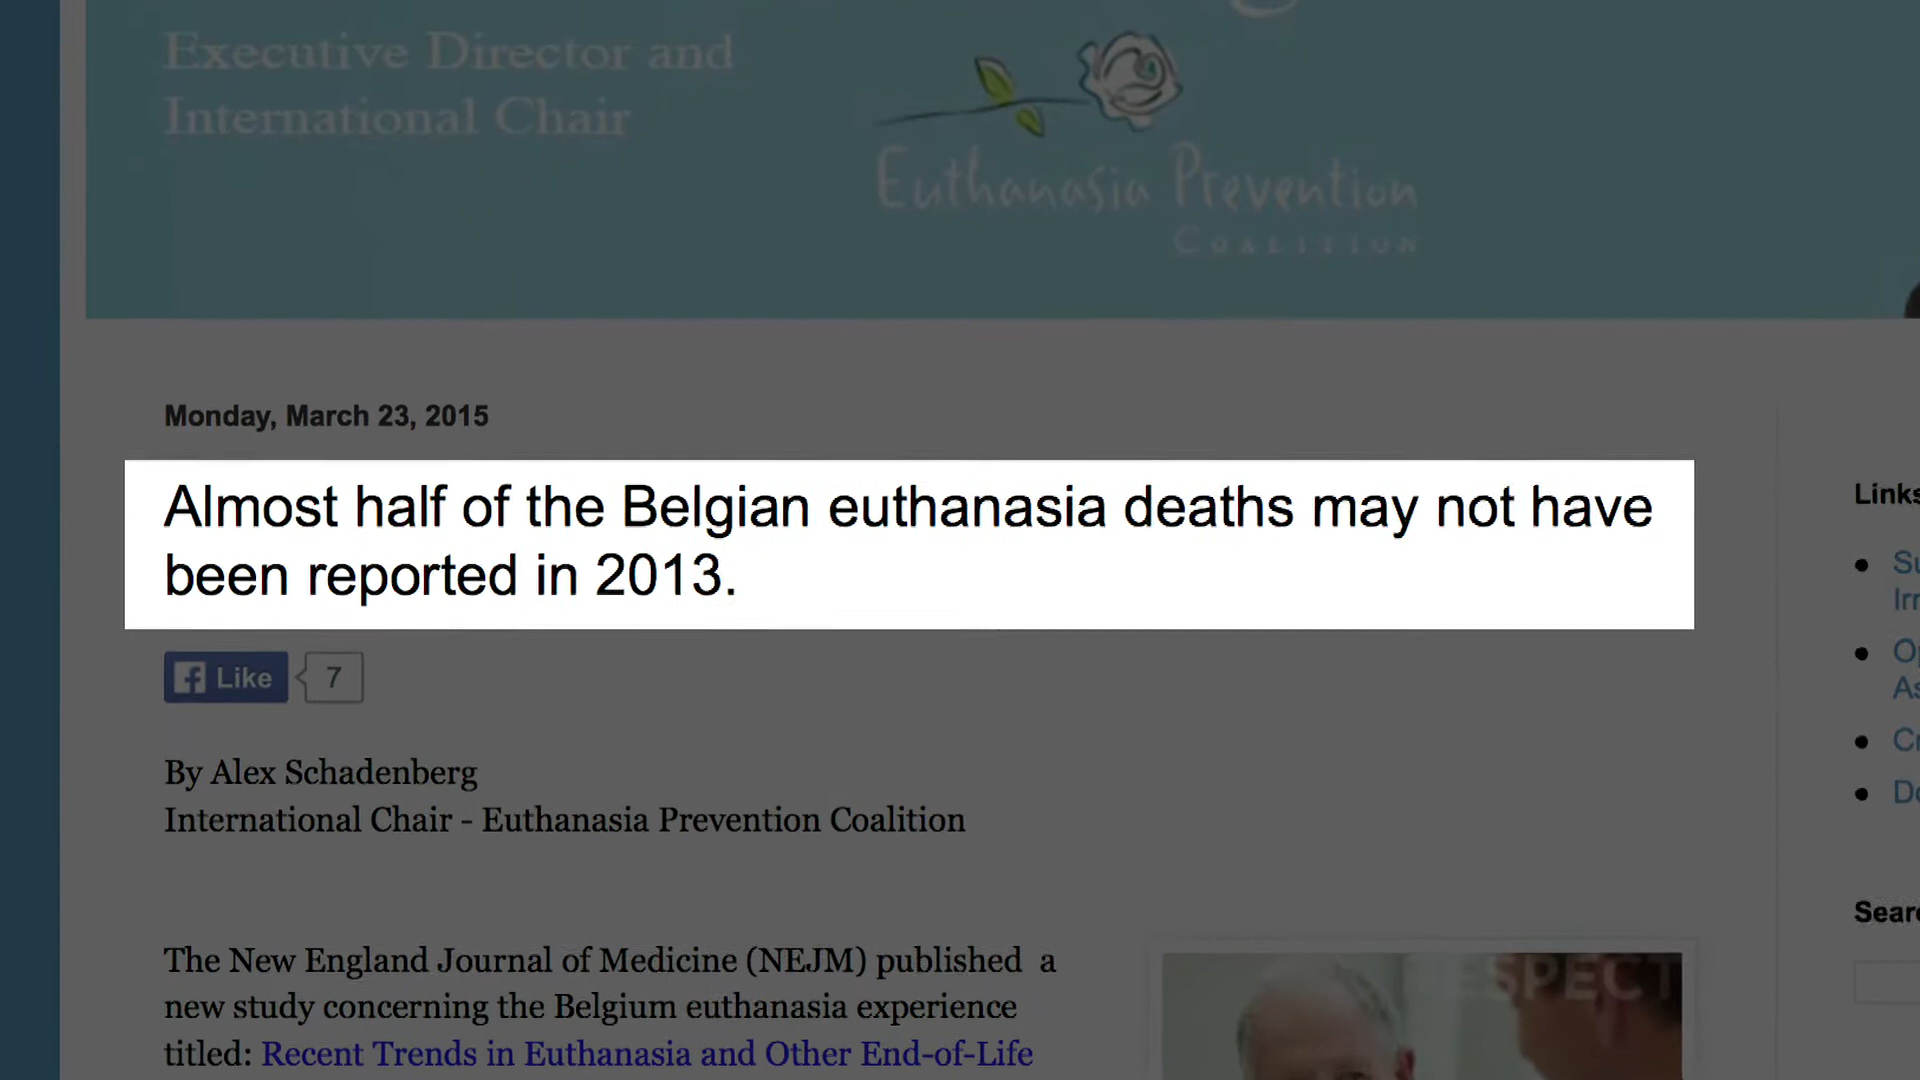 Executive Director and
International Chair
Euthanasia Prevention
COALITION
Monday, March 23, 2015
Almost half of the Belgian euthanasia deaths may not have
been reported in 2013.
Like 7
By Alex Schadenberg
International Chair - Euthanasia Prevention Coalition
The New England Journal of Medicine (NEJM) published a
new study concerning the Belgium euthanasia experience
titled: Recent Trends in Euthanasia and Other End-of-Life